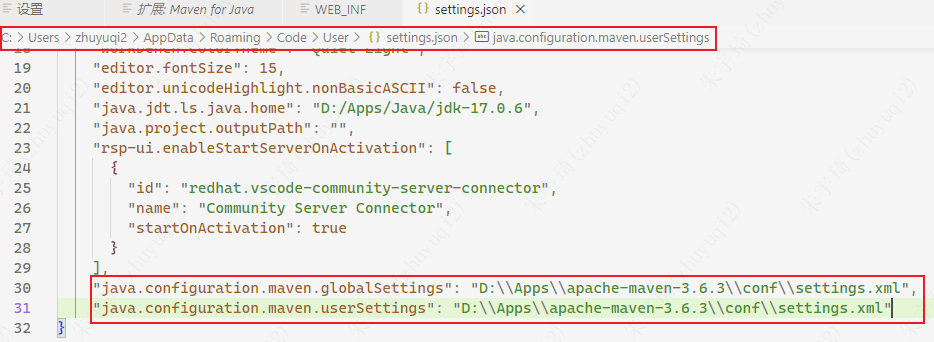 设置
扩展: Maven for Java
WEB_INF
{} settings.json ×
C: > Users > zhuyuqi2 > AppData > Roaming > Code > User > {} settings.json > abc java.configuration.maven.userSettings
19 "editor.fontSize": 15,
20 "editor.unicodeHighlight.nonBasicASCII": false,
21 "java.jdt.ls.java.home": "D:/Apps/Java/jdk-17.0.6",
22 "java.project.outputPath": "",
23 "rsp-ui.enableStartServerOnActivation": [
24 {
25 "id": "redhat.vscode-community-server-connector",
26 "name": "Community Server Connector",
27 "startOnActivation": true
28 }
29 ],
30 "java.configuration.maven.globalSettings": "D:\\Apps\\apache-maven-3.6.3\\conf\\settings.xml",
31 "java.configuration.maven.userSettings": "D:\\Apps\\apache-maven-3.6.3\\conf\\settings.xml"
32 }